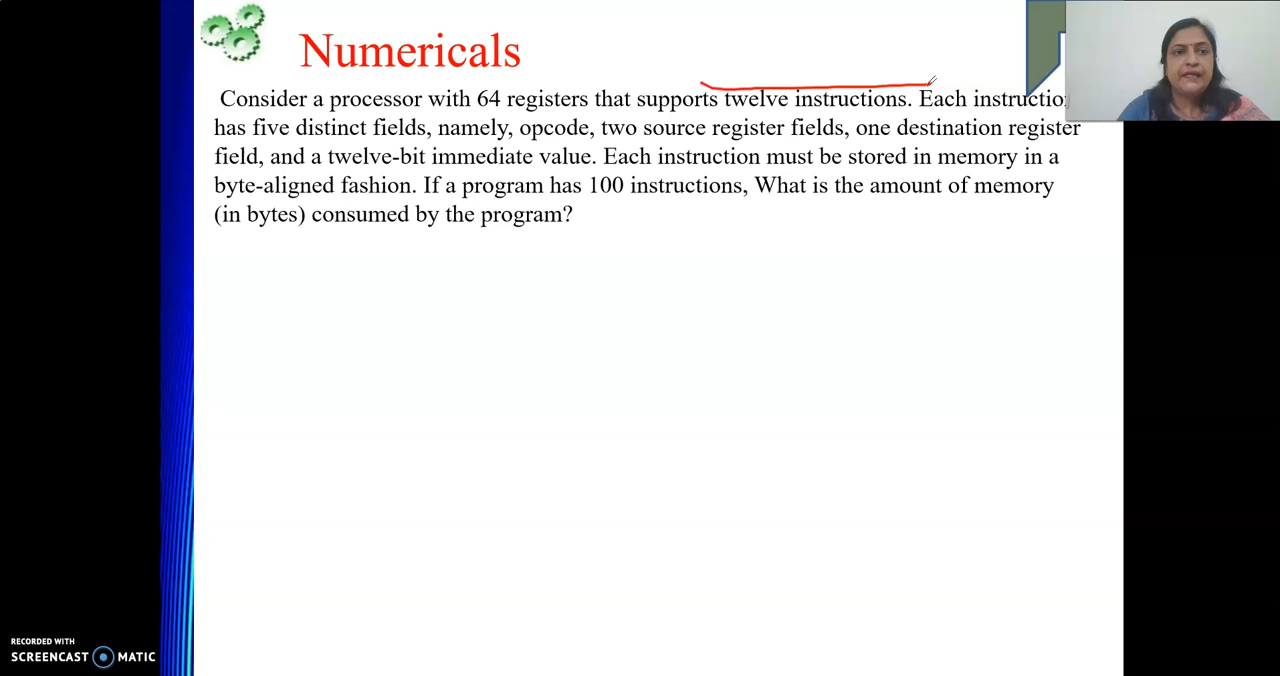 Numericals
Consider a processor with 64 registers that supports twelve instructions. Each instruction
has five distinct fields, namely, opcode, two source register fields, one destination register
field, and a twelve-bit immediate value. Each instruction must be stored in memory in a
byte-aligned fashion. If a program has 100 instructions, What is the amount of memory
(in bytes) consumed by the program?
RECORDED WITH
SCREENCAST MATIC